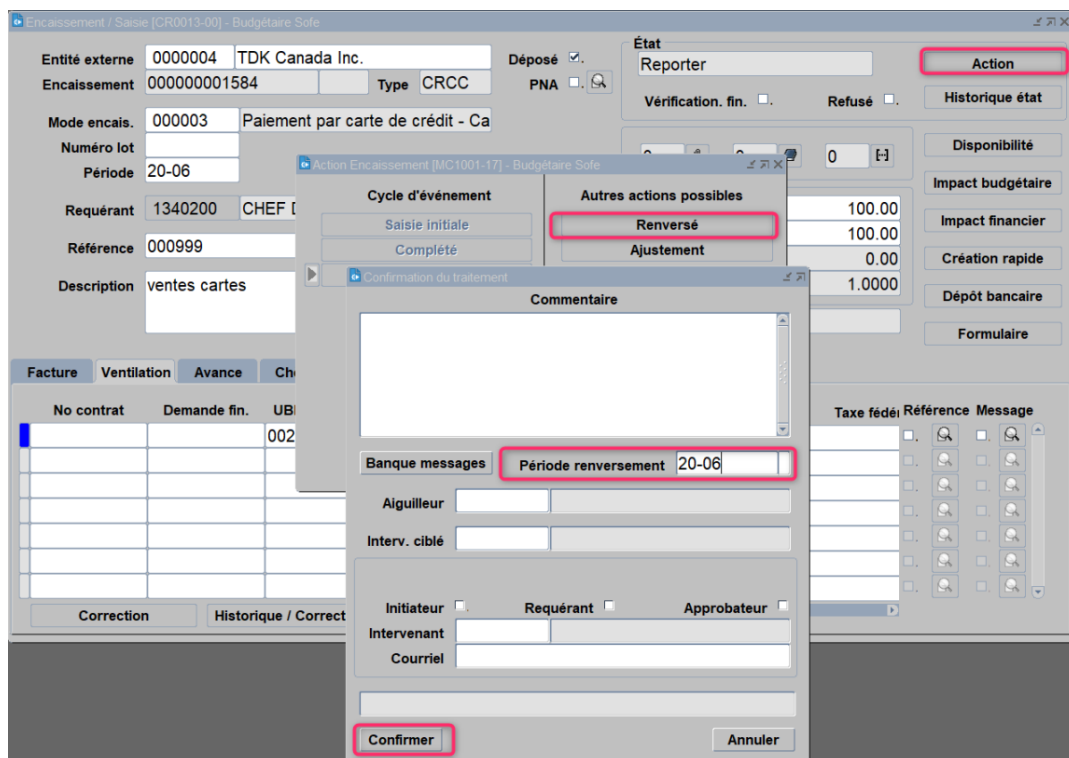 Encaissement / Saisie [CR0013-00] - Budgétaire Sofe
Entité externe 0000004 TDK Canada Inc. Déposé
Encaissement 000000001584 Type CRCC PNA
Mode encais. 000003 Paiement par carte de crédit - Ca
Numéro lot
Période 20-06
Requérant 1340200 CHEF
Référence 000999
Description ventes cartes
État
Reporter
Vérification. fin. Refusé
0
100.00
100.00
0.00
1.0000
Action
Historique état
Disponibilité
Impact budgétaire
Impact financier
Création rapide
Dépôt bancaire
Formulaire
Action Encaissement [MC1001-17] - Budgétaire Sofe
Cycle d'événement Autres actions possibles
Saisie initiale Renversé
Complété Ajustement
Facture Ventilation Avance
No contrat Demande fin. Taxe fédér Référence Message
002
Correction Historique / Correct
Confirmation du traitement
Commentaire
Banque messages Période renversement 20-06
Aiguilleur
Interv. ciblé
Initiateur Requérant Approbateur
Intervenant
Courriel
Confirmer Annuler